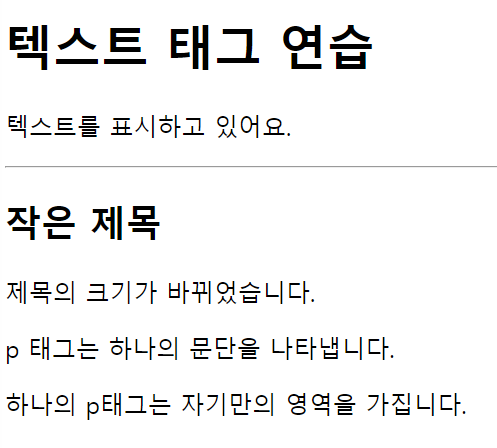 텍스트 태그 연습
텍스트를 표시하고 있어요.
작은 제목
제목의 크기가 바뀌었습니다.
p 태그는 하나의 문단을 나타냅니다.
하나의 p태그는 자기만의 영역을 가집니다.